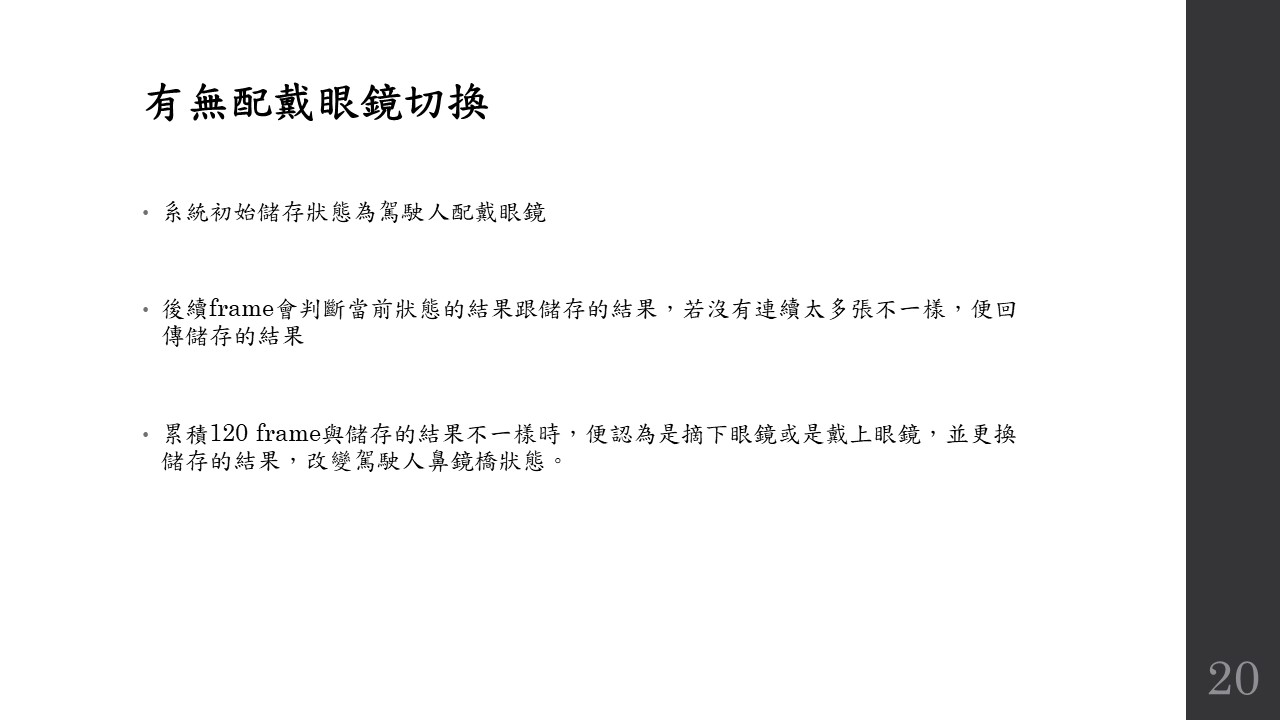 有無配戴眼鏡切換
• 系統初始儲存狀態為駕駛人配戴眼鏡
• 後續frame會判斷當前狀態的結果跟儲存的結果，若沒有連續太多張不一樣，便回
傳儲存的結果
• 累積120 frame與儲存的結果不一樣時，便認為是摘下眼鏡或是戴上眼鏡，並更換
儲存的結果，改變駕駛人鼻鏡橋狀態。
20